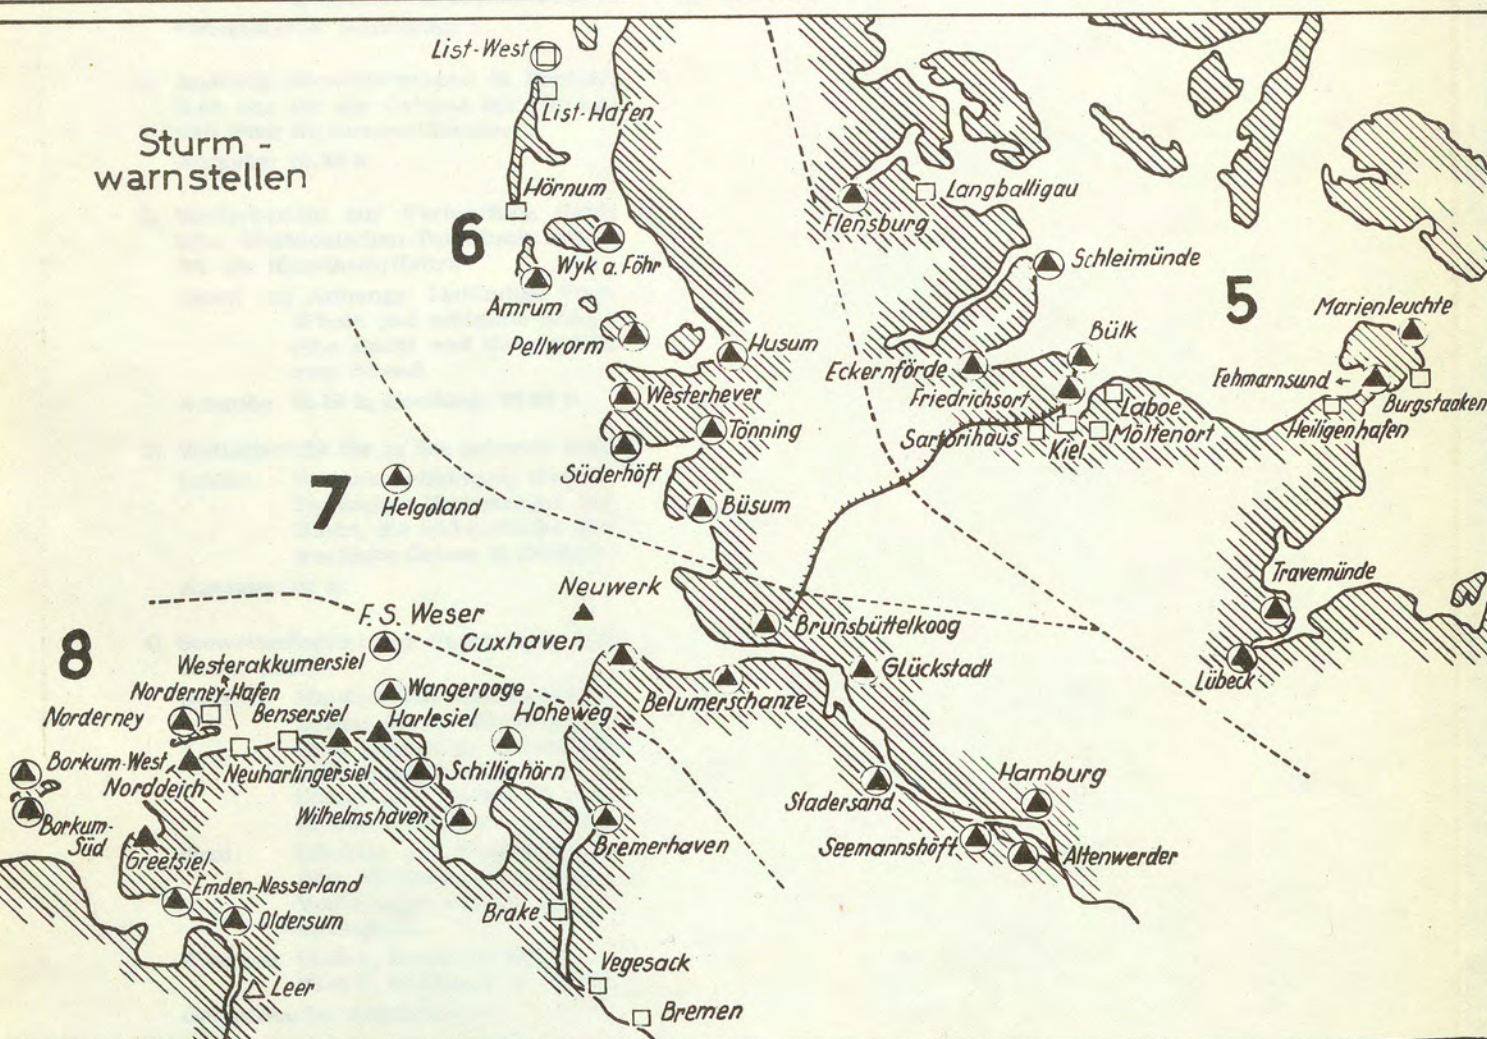 Sturm-
warnstellen
List-West
List-Hafen
Hörnum
6
Wyk a. Föhr
Amrum
Pellworm
Husum
Westerhever
Tönning
Süderhöft
Büsum
Flensburg
Langballigau
Schleimünde
5
Marienleuchte
Bülk
Eckernförde
Friedrichsort
Fehmarnsund
Burgstaaken
Laboe
Sartorihaus
Möltenort
Heiligenhafen
Kiel
7
Helgoland
Travemünde
Neuwerk
F.S. Weser
Cuxhaven
Brunsbüttelkoog
8
Westerakkumersiel
Glückstadt
Lübeck
Norderney-Hafen
Wangerooge
Belumerschanze
Norderney
Bensersiel
Harlesiel
Hoheweg
Borkum-West
Norddeich
Neuharlingersiel
Schillighörn
Hamburg
Stadersand
Borkum-
Süd
Wilhelmshaven
Bremerhaven
Seemannshöft
Altenwerder
Greetsiel
Emden-Nesserland
Oldersum
Brake
Vegesack
Leer
Bremen